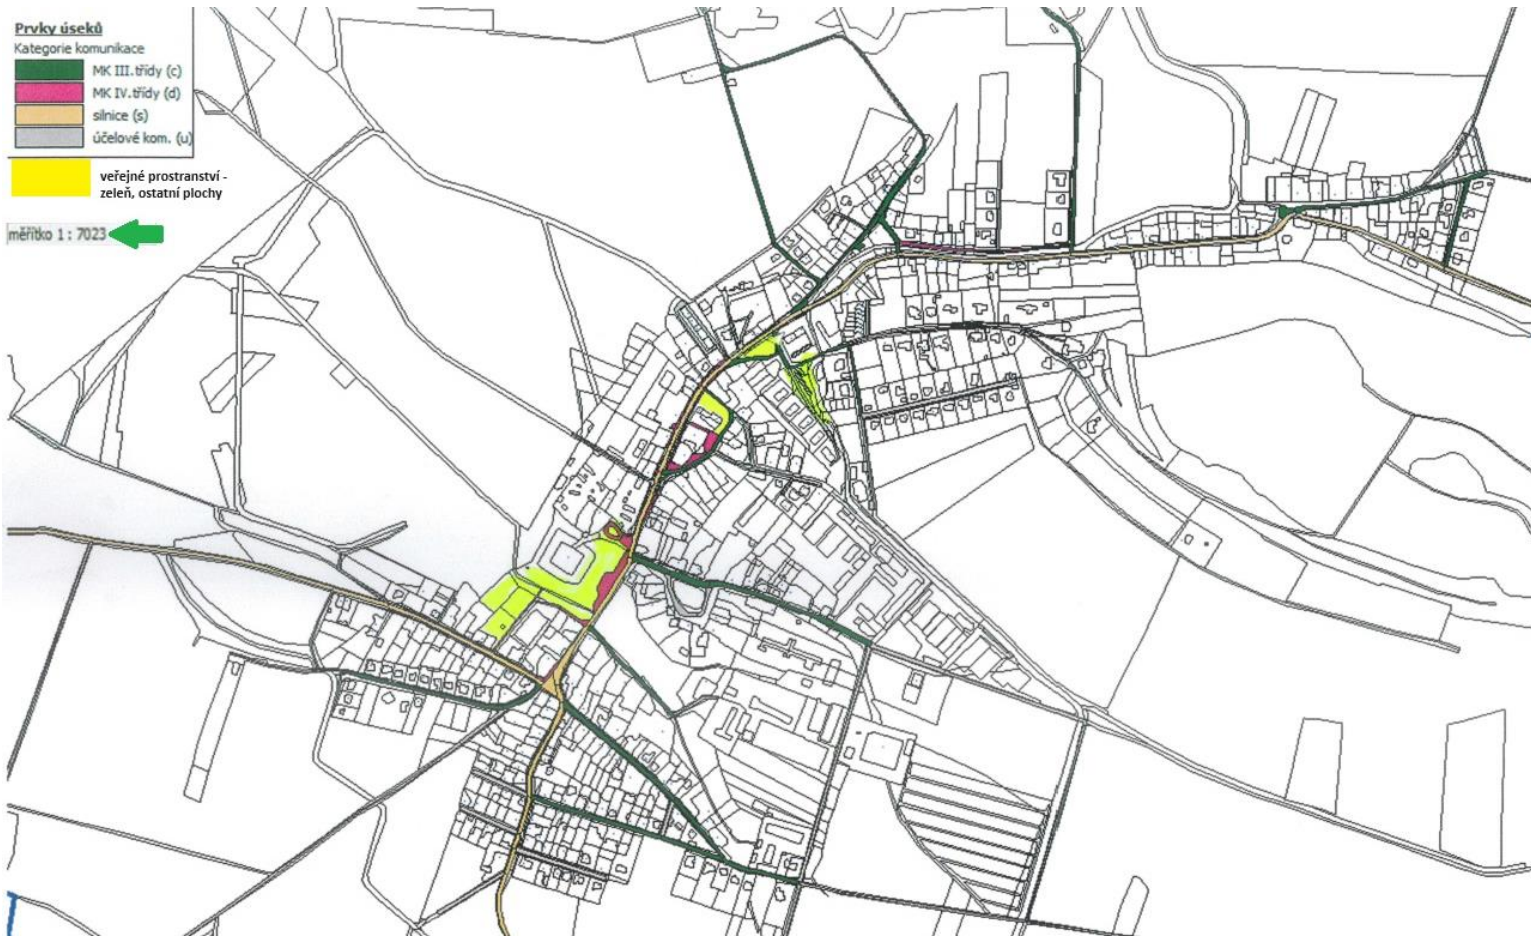 Prvky úseků
Kategorie komunikace
MK III.třídy (c)
MK IV.třídy (d)
silnice (s)
účelové kom. (u)
veřejné prostranství -
zeleň, ostatní plochy
měřítko 1 : 7023